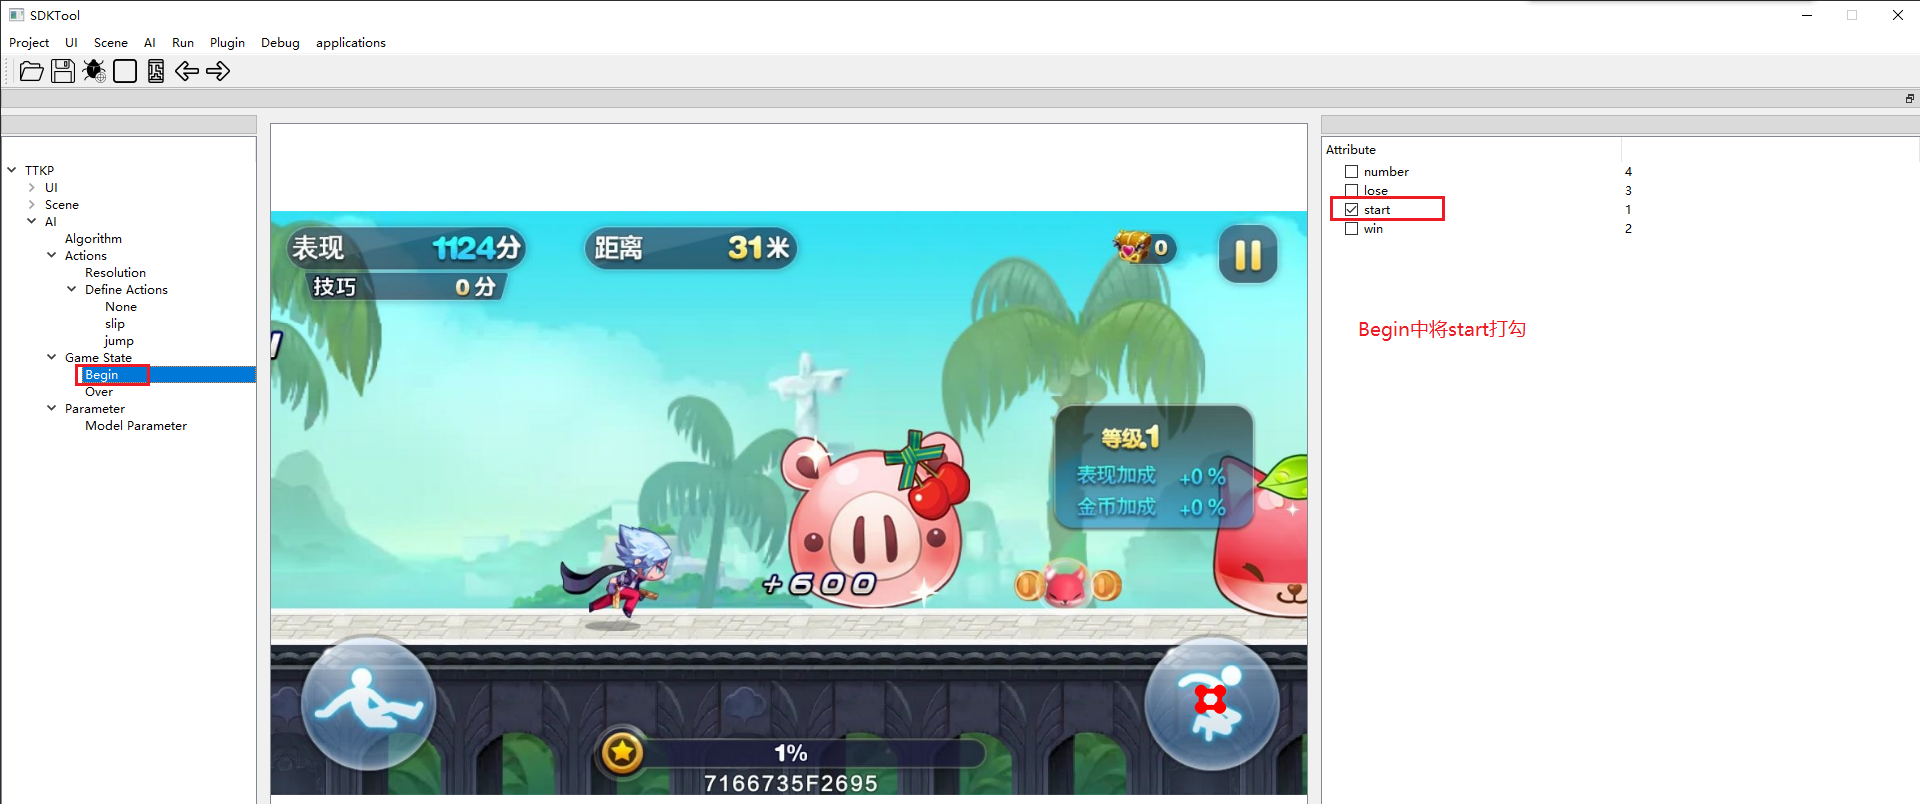 SDKTool
Project UI Scene AI Run Plugin Debug applications
TTKP
UI
Scene
AI
Algorithm
Actions
Resolution
Define Actions
None
slip
jump
Game State
Begin
Over
Parameter
Model Parameter
表现 1124分
距离 31米
0
技巧 0分
等级.1
表现加成 +0%
金币加成 +0%
+600
1%
7166735F2695
Attribute
number 4
lose 3
start 1
win 2
Begin中将start打勾